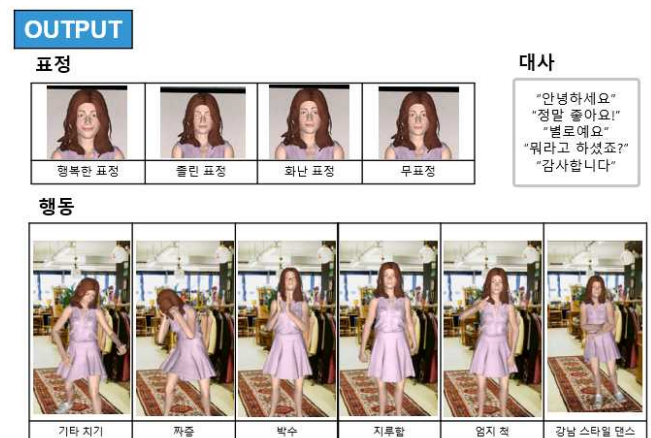 OUTPUT
표정
행복한 표정
졸린 표정
화난 표정
무표정
대사
"안녕하세요"
"정말 좋아요!"
"별로예요"
"뭐라고 하셨죠?"
"감사합니다"
행동
기타 치기
짜증
박수
지루함
엄지 척
강남 스타일 댄스